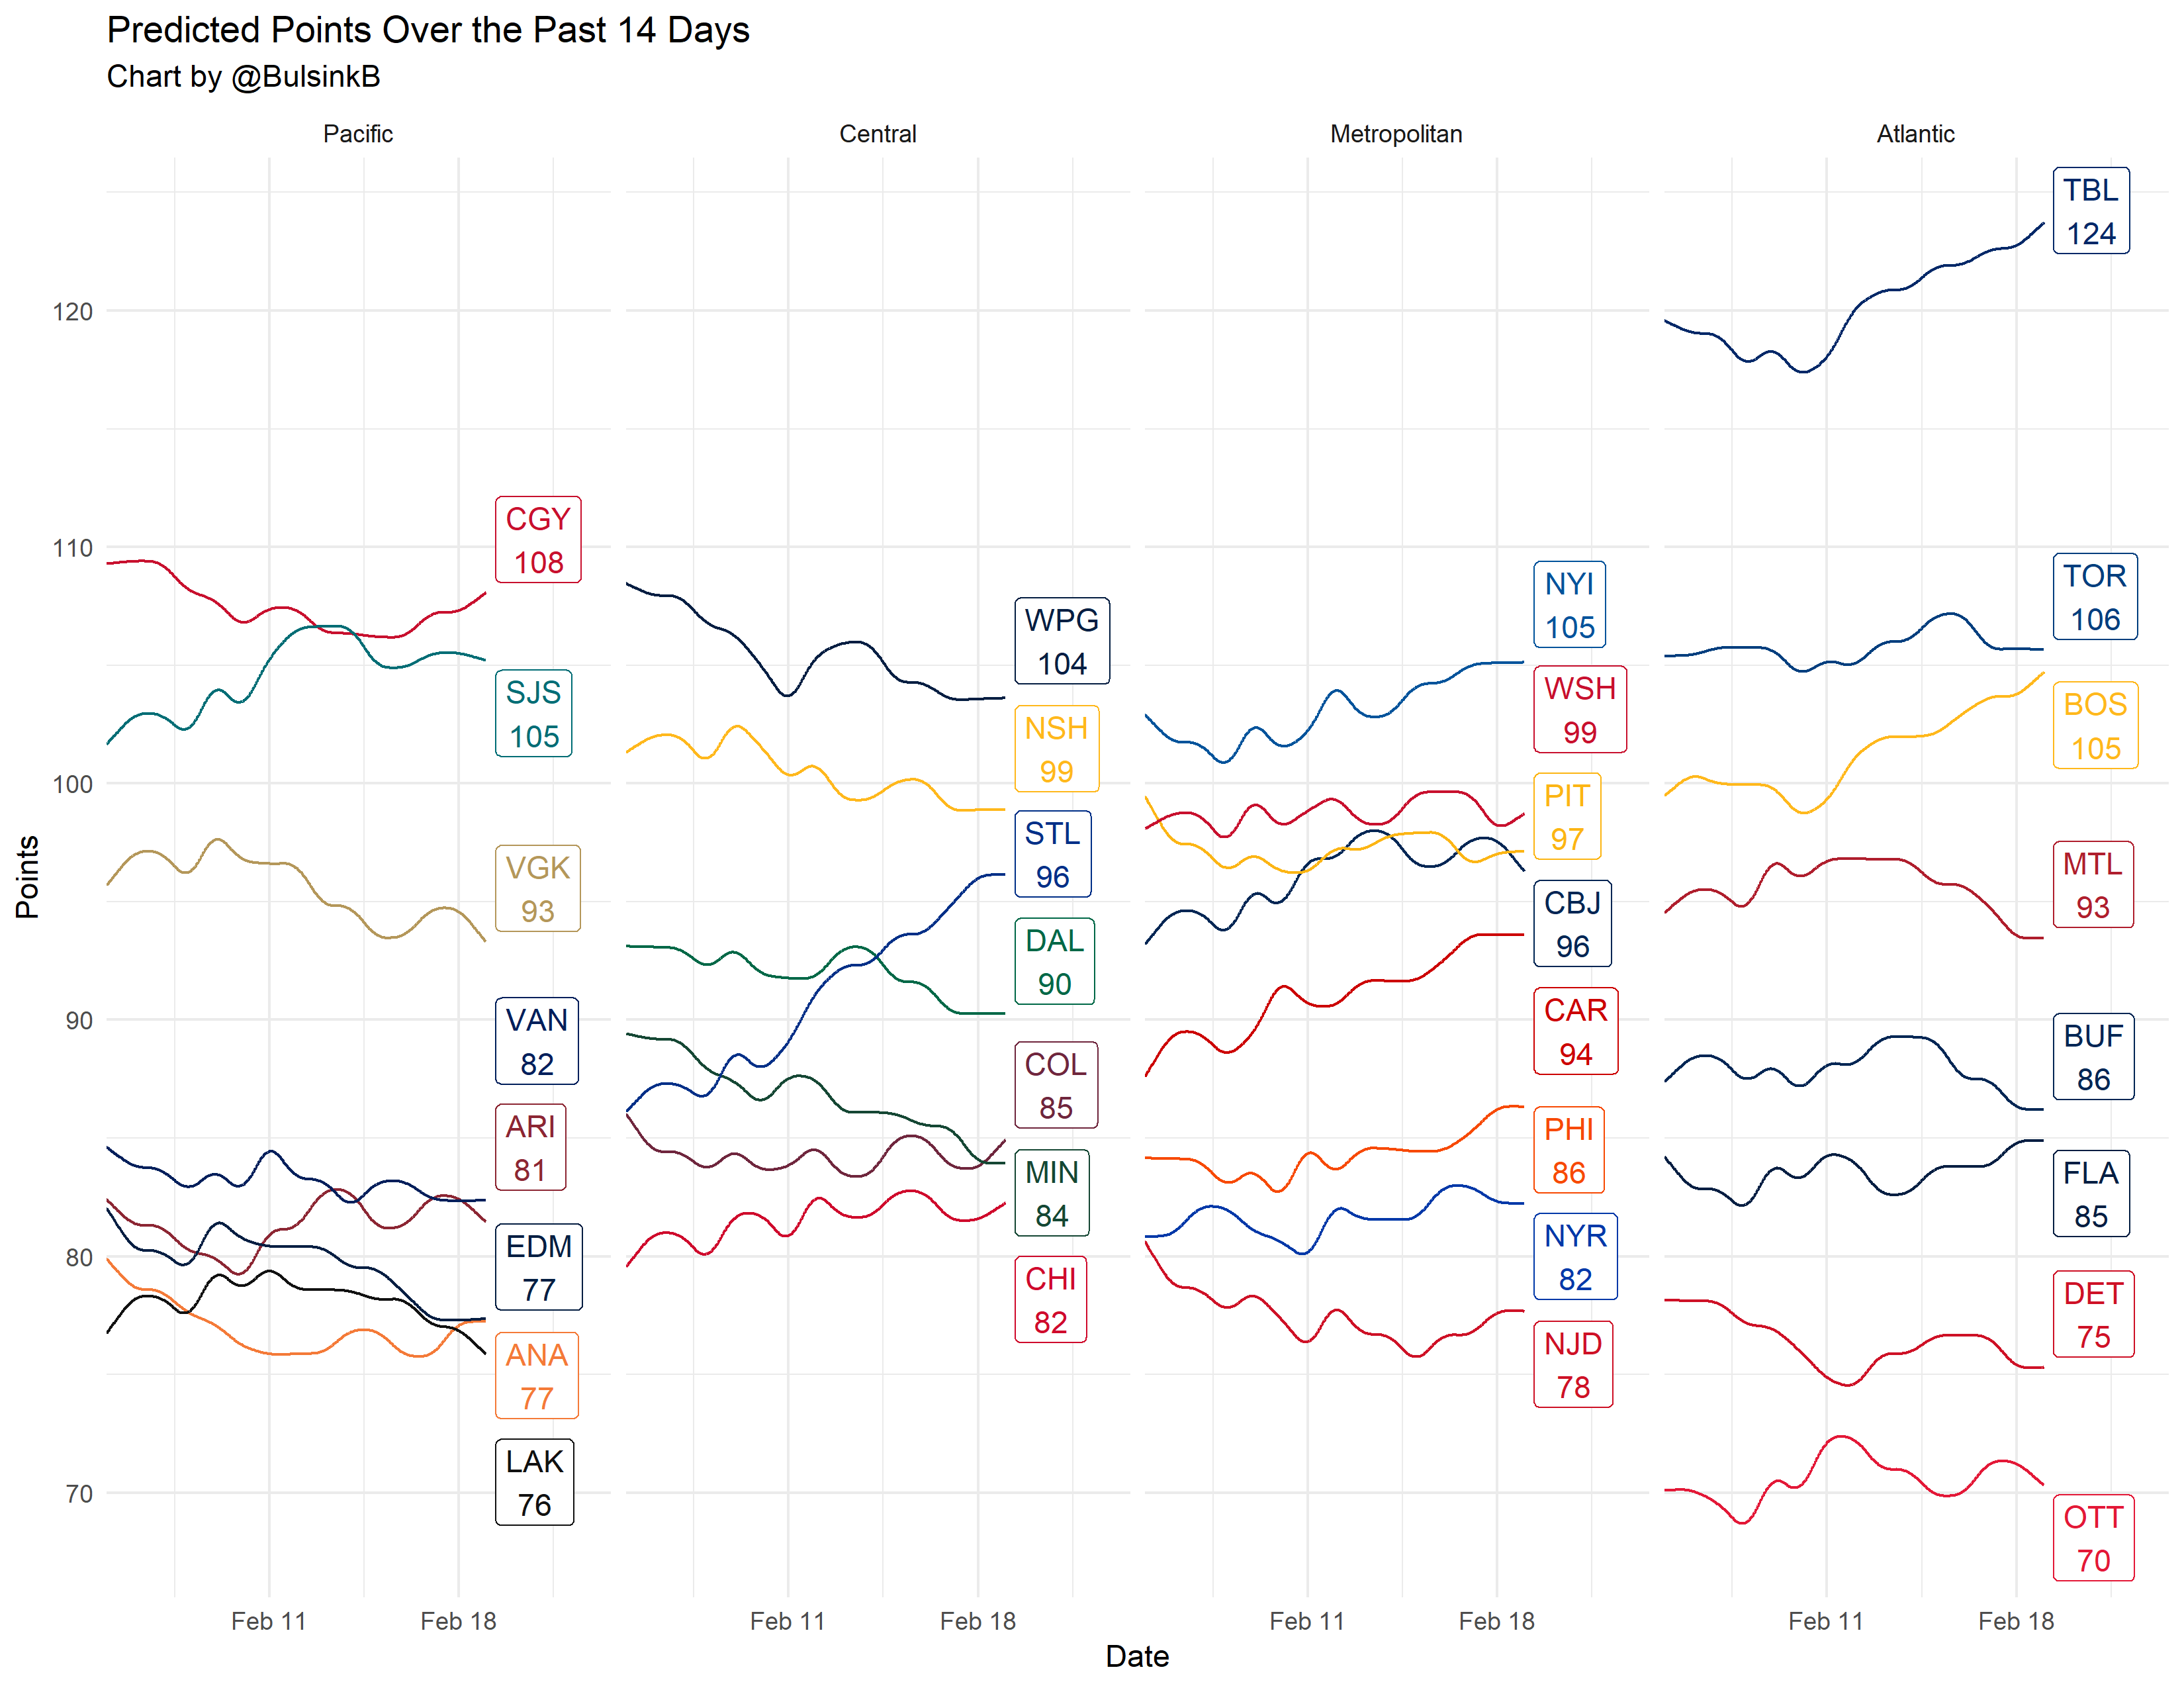 Predicted Points Over the Past 14 Days
Chart by @BulsinkB
Pacific
Central
Metropolitan
Atlantic
Points
120
110
100
90
80
70
CGY
108
SJS
105
VGK
93
VAN
82
ARI
81
EDM
77
ANA
77
LAK
76
WPG
104
NSH
99
STL
96
DAL
90
COL
85
MIN
84
CHI
82
NYI
105
WSH
99
PIT
97
CBJ
96
CAR
94
PHI
86
NYR
82
NJD
78
TBL
124
TOR
106
BOS
105
MTL
93
BUF
86
FLA
85
DET
75
OTT
70
Feb 11
Feb 18
Feb 11
Feb 18
Feb 11
Feb 18
Feb 11
Feb 18
Date